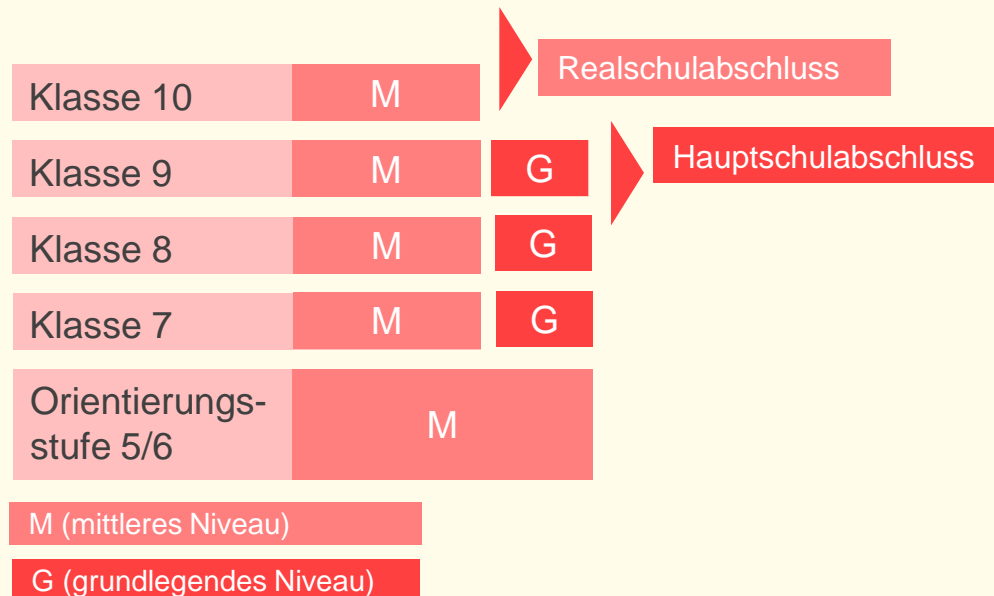 Realschulabschluss
Klasse 10
M
Hauptschulabschluss
Klasse 9
M
G
Klasse 8
M
G
Klasse 7
M
G
Orientierungs-
stufe 5/6
M
M (mittleres Niveau)
G (grundlegendes Niveau)